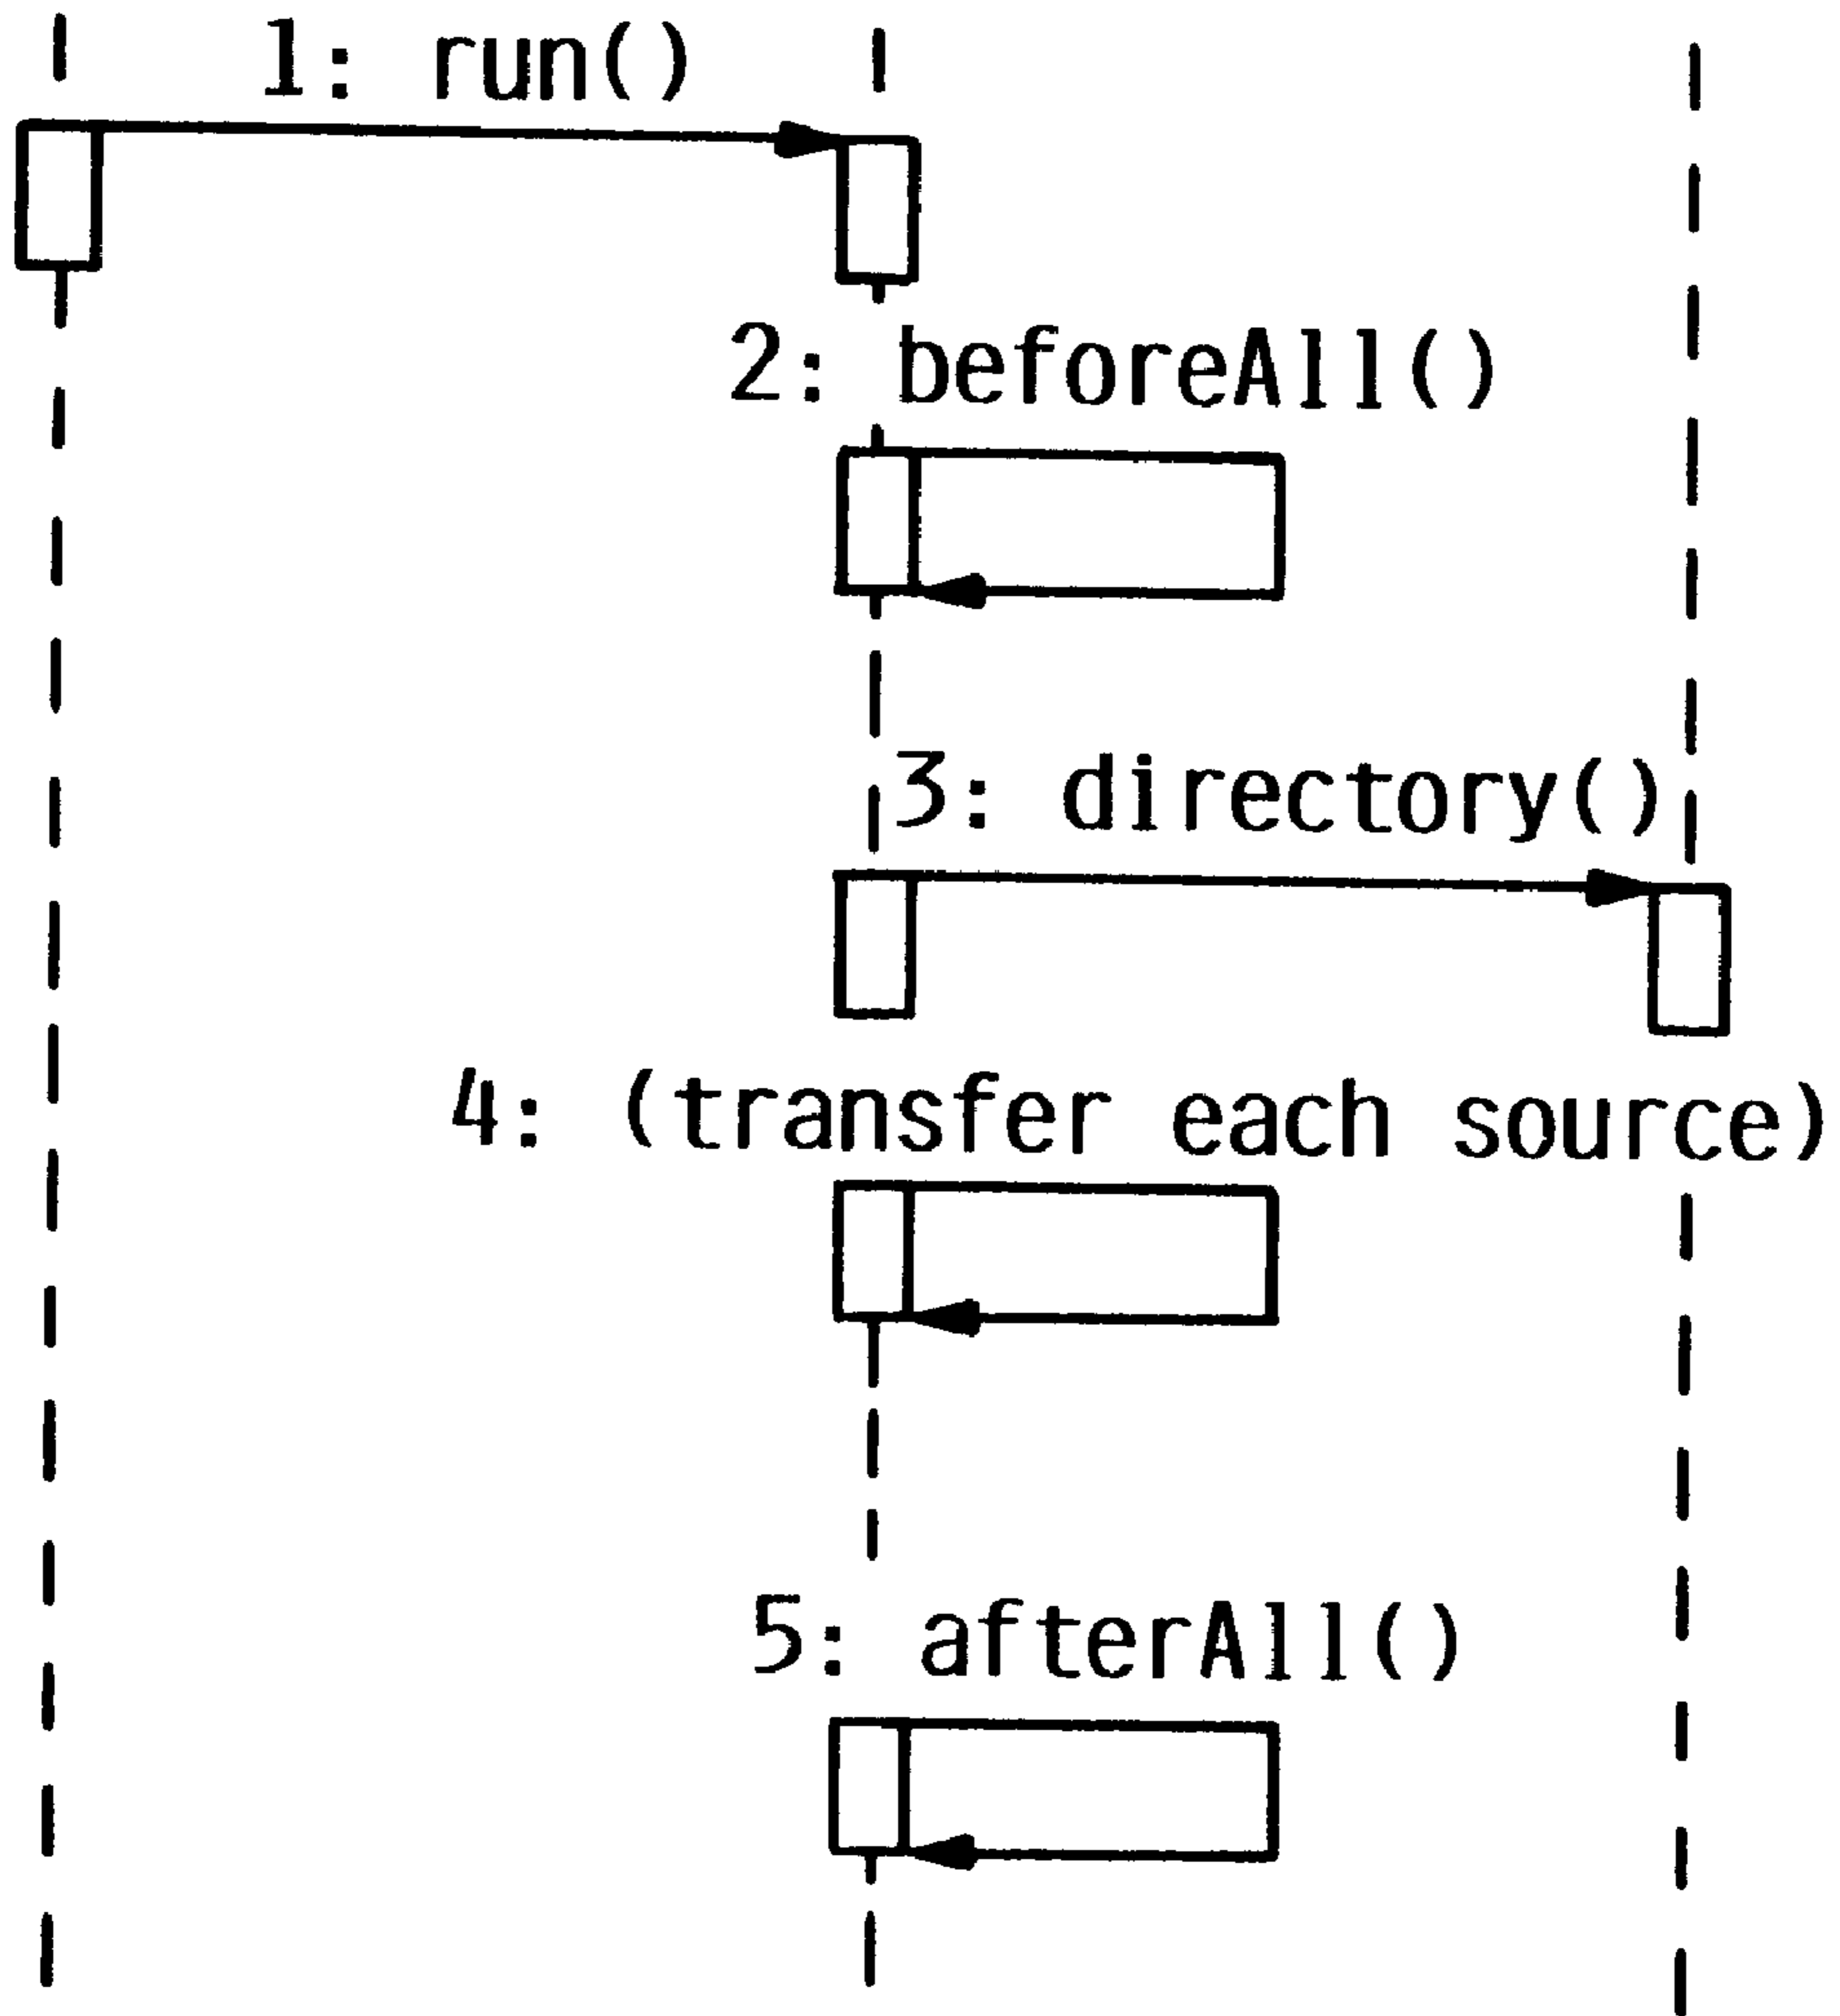 1: run()
2: beforeAll()
3: directory()
4: (transfer each source)
5: afterAll()